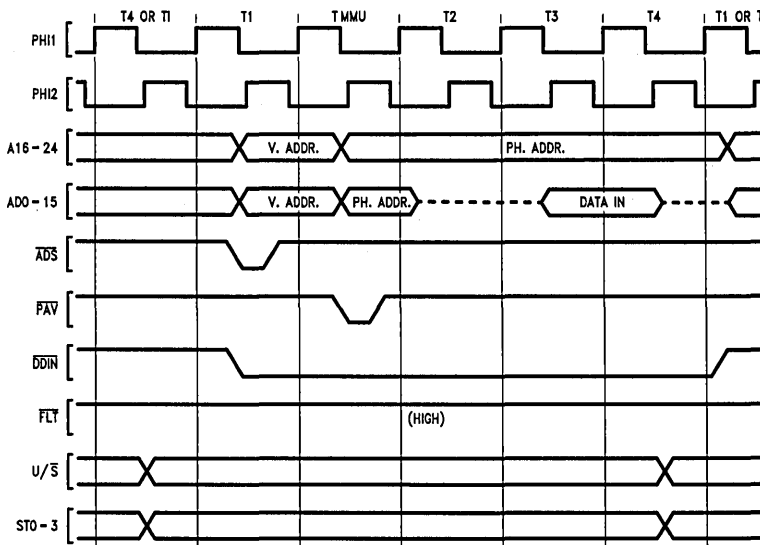 T4 OR TI T1 TMMU T2 T3 T4 T1 OR T
PHI1
PHI2
A16-24 V. ADDR. PH. ADDR.
AD0-15 V. ADDR. PH. ADDR. DATA IN
ADS
PAV
DDIN
FLT (HIGH)
U/S
ST0-3